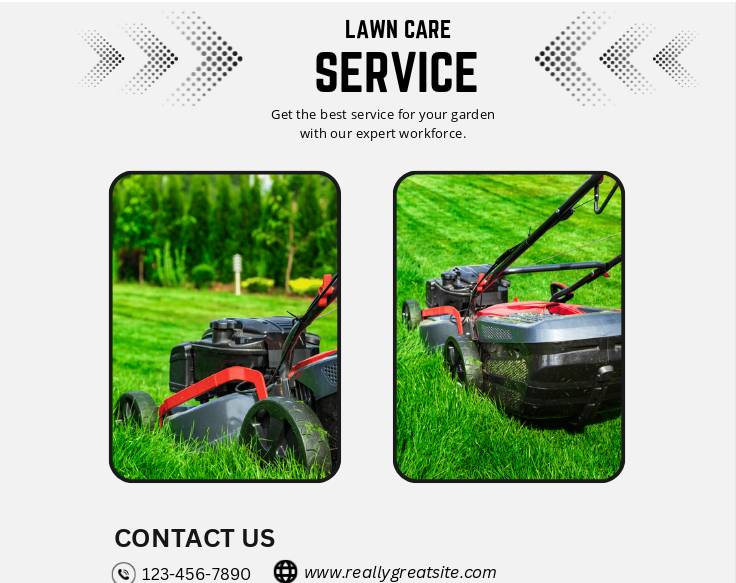 LAWN CARE
SERVICE
Get the best service for your garden
with our expert workforce.
CONTACT US
123-456-7890 www.reallygreatsite.com